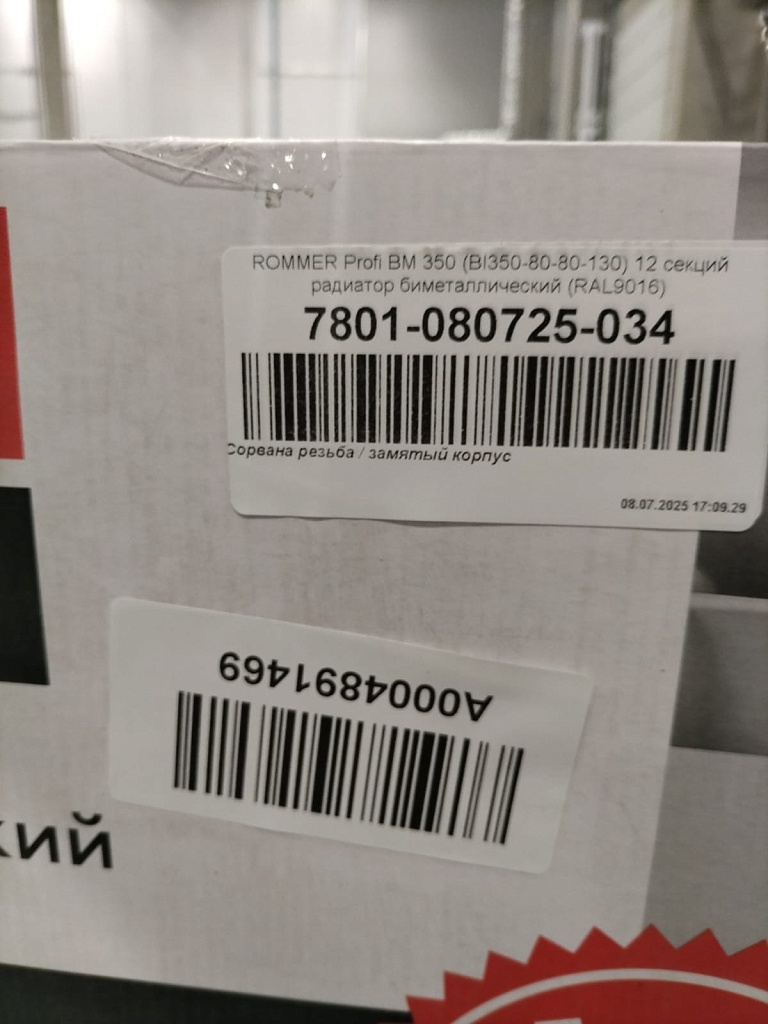 ROMMER Profi BM 350 (BI350-80-80-130) 12 секций
радиатор биметаллический (RAL9016)
7801-080725-034
Сорвана резьба / замятый корпус
08.07.2025 17:09.29
A0004891469
кий